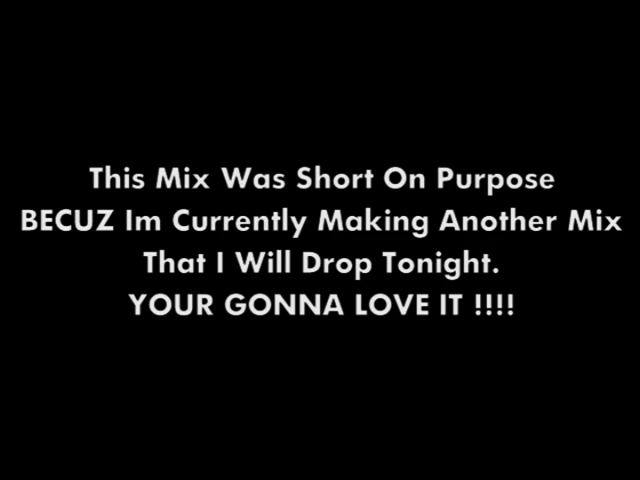 This Mix Was Short On Purpose
BECUZ Im Currently Making Another Mix
That I Will Drop Tonight.
YOUR GONNA LOVE IT !!!!